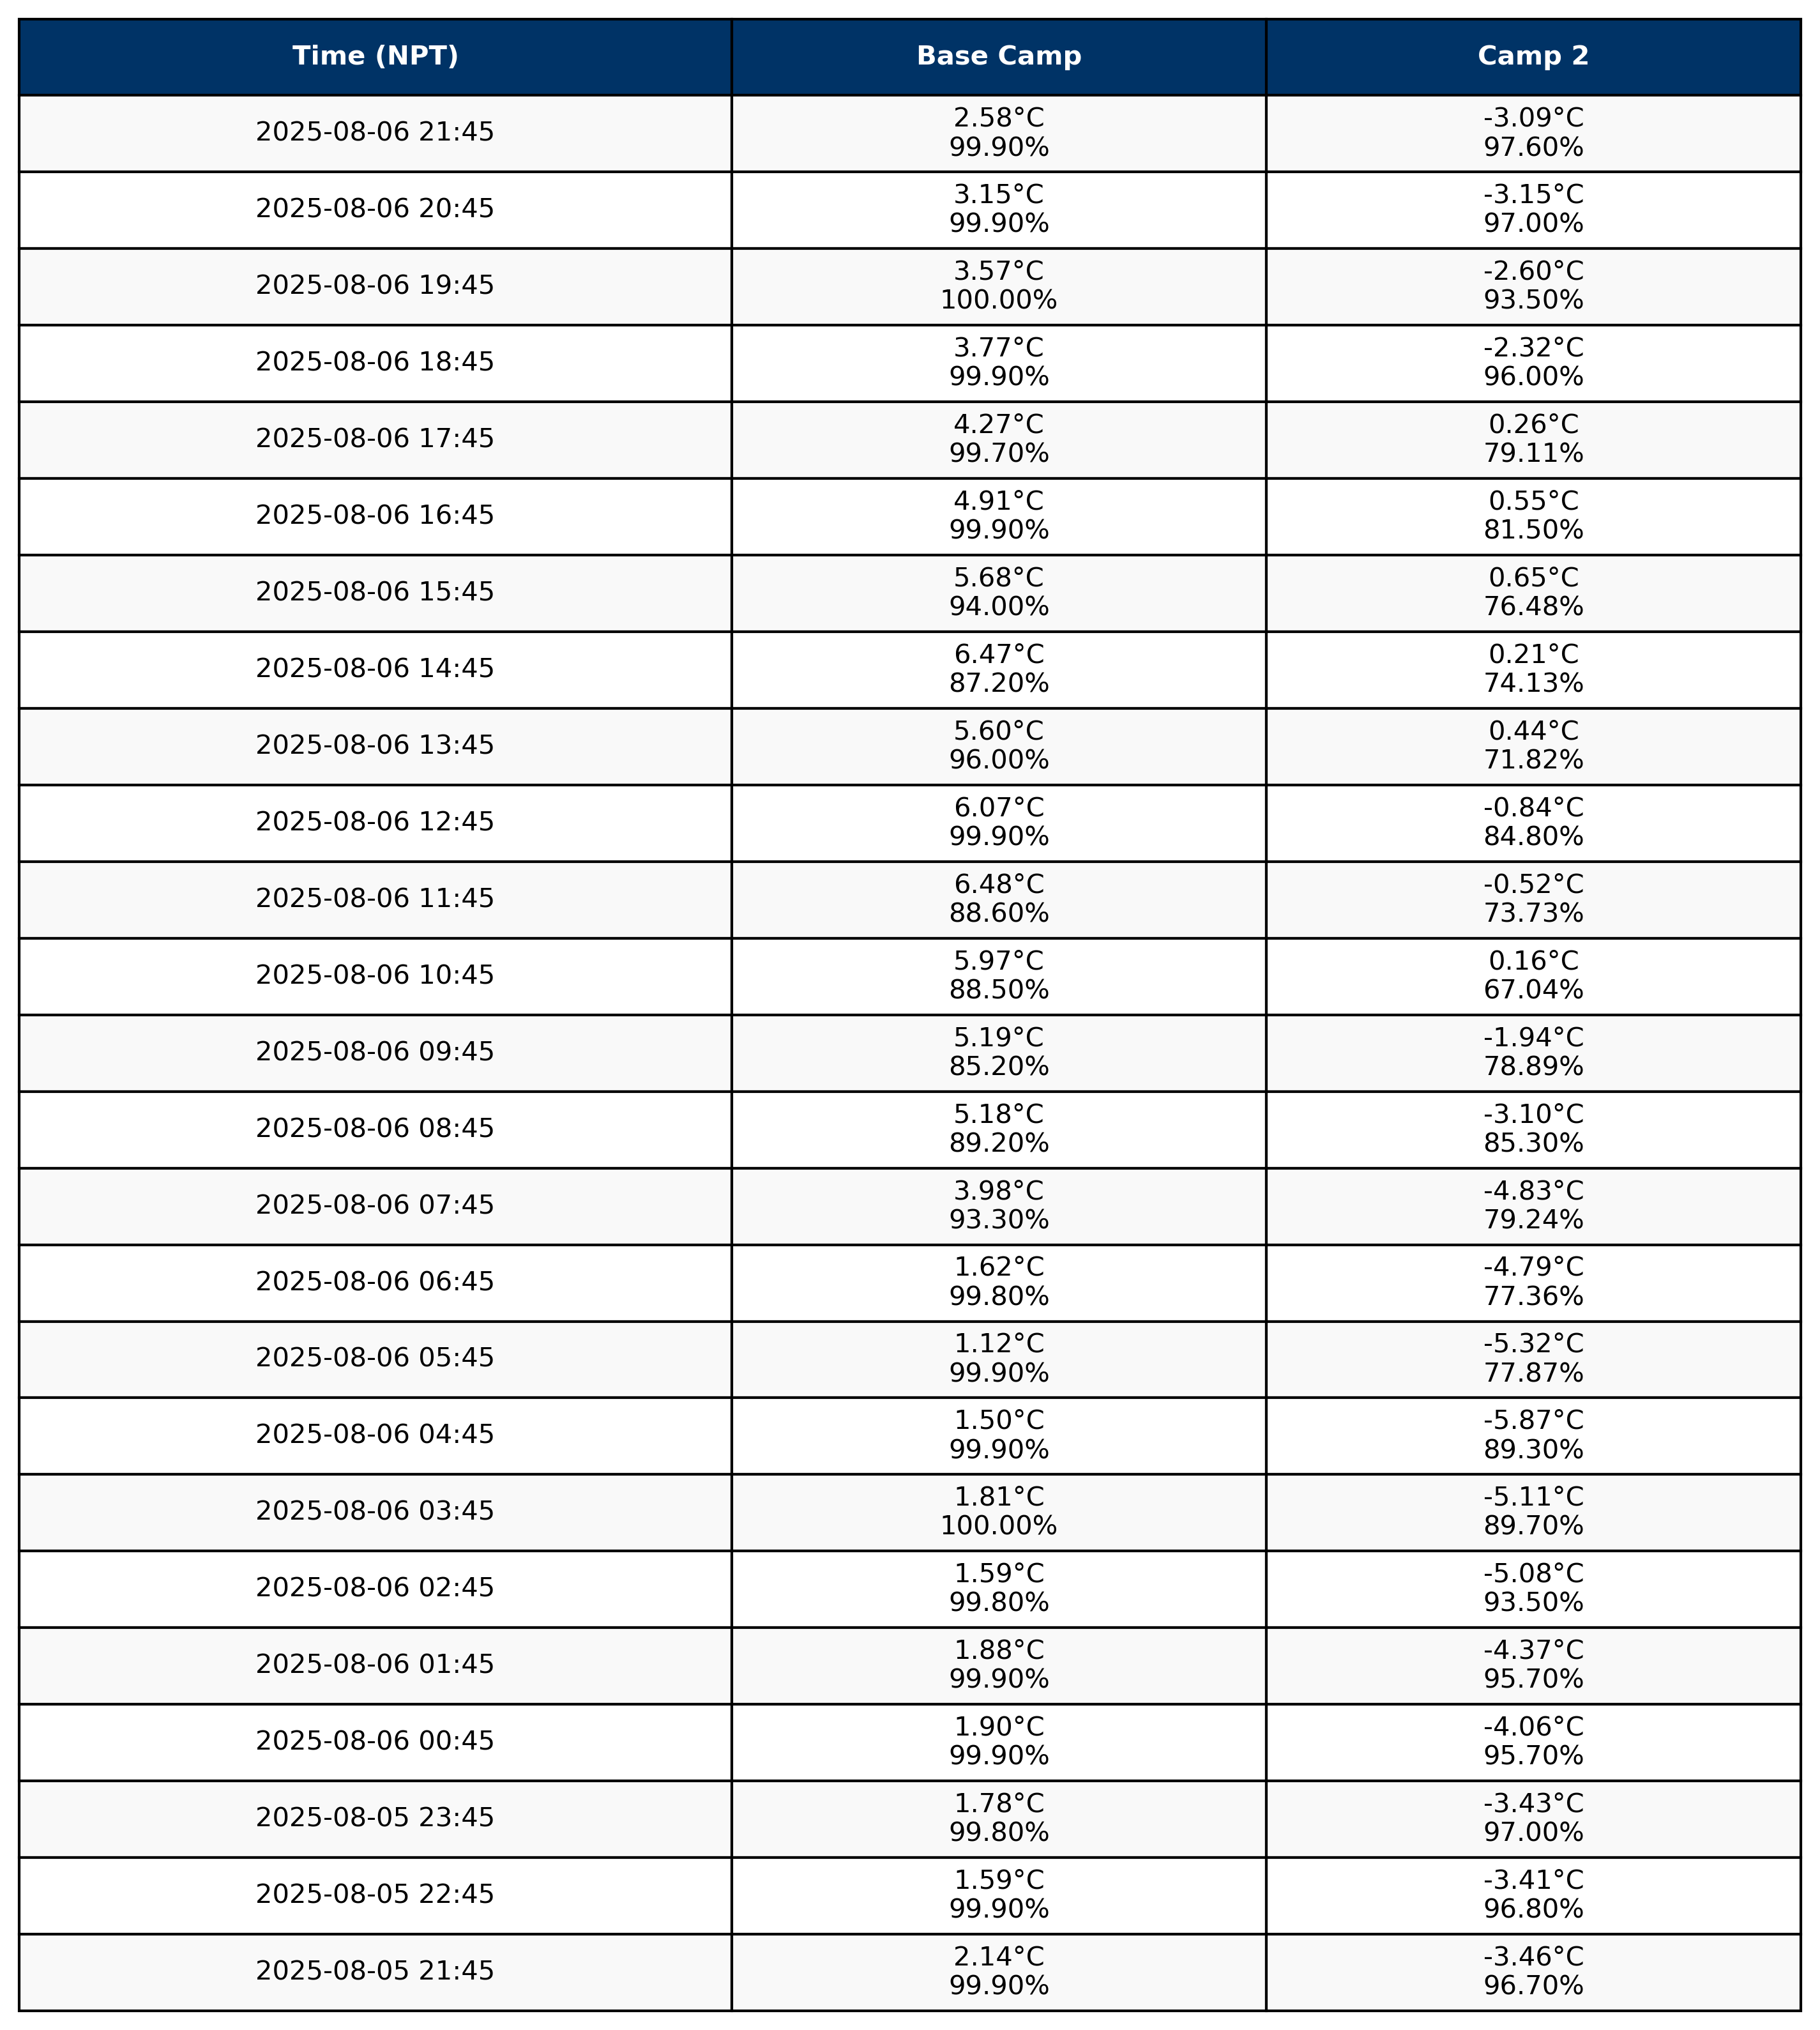 Time (NPT) Base Camp Camp 2
2025-08-06 21:45 2.58°C -3.09°C
99.90% 97.60%
2025-08-06 20:45 3.15°C -3.15°C
99.90% 97.00%
2025-08-06 19:45 3.57°C -2.60°C
100.00% 93.50%
2025-08-06 18:45 3.77°C -2.32°C
99.90% 96.00%
2025-08-06 17:45 4.27°C 0.26°C
99.70% 79.11%
2025-08-06 16:45 4.91°C 0.55°C
99.90% 81.50%
2025-08-06 15:45 5.68°C 0.65°C
94.00% 76.48%
2025-08-06 14:45 6.47°C 0.21°C
87.20% 74.13%
2025-08-06 13:45 5.60°C 0.44°C
96.00% 71.82%
2025-08-06 12:45 6.07°C -0.84°C
99.90% 84.80%
2025-08-06 11:45 6.48°C -0.52°C
88.60% 73.73%
2025-08-06 10:45 5.97°C 0.16°C
88.50% 67.04%
2025-08-06 09:45 5.19°C -1.94°C
85.20% 78.89%
2025-08-06 08:45 5.18°C -3.10°C
89.20% 85.30%
2025-08-06 07:45 3.98°C -4.83°C
93.30% 79.24%
2025-08-06 06:45 1.62°C -4.79°C
99.80% 77.36%
2025-08-06 05:45 1.12°C -5.32°C
99.90% 77.87%
2025-08-06 04:45 1.50°C -5.87°C
99.90% 89.30%
2025-08-06 03:45 1.81°C -5.11°C
100.00% 89.70%
2025-08-06 02:45 1.59°C -5.08°C
99.80% 93.50%
2025-08-06 01:45 1.88°C -4.37°C
99.90% 95.70%
2025-08-06 00:45 1.90°C -4.06°C
99.90% 95.70%
2025-08-05 23:45 1.78°C -3.43°C
99.80% 97.00%
2025-08-05 22:45 1.59°C -3.41°C
99.90% 96.80%
2025-08-05 21:45 2.14°C -3.46°C
99.90% 96.70%